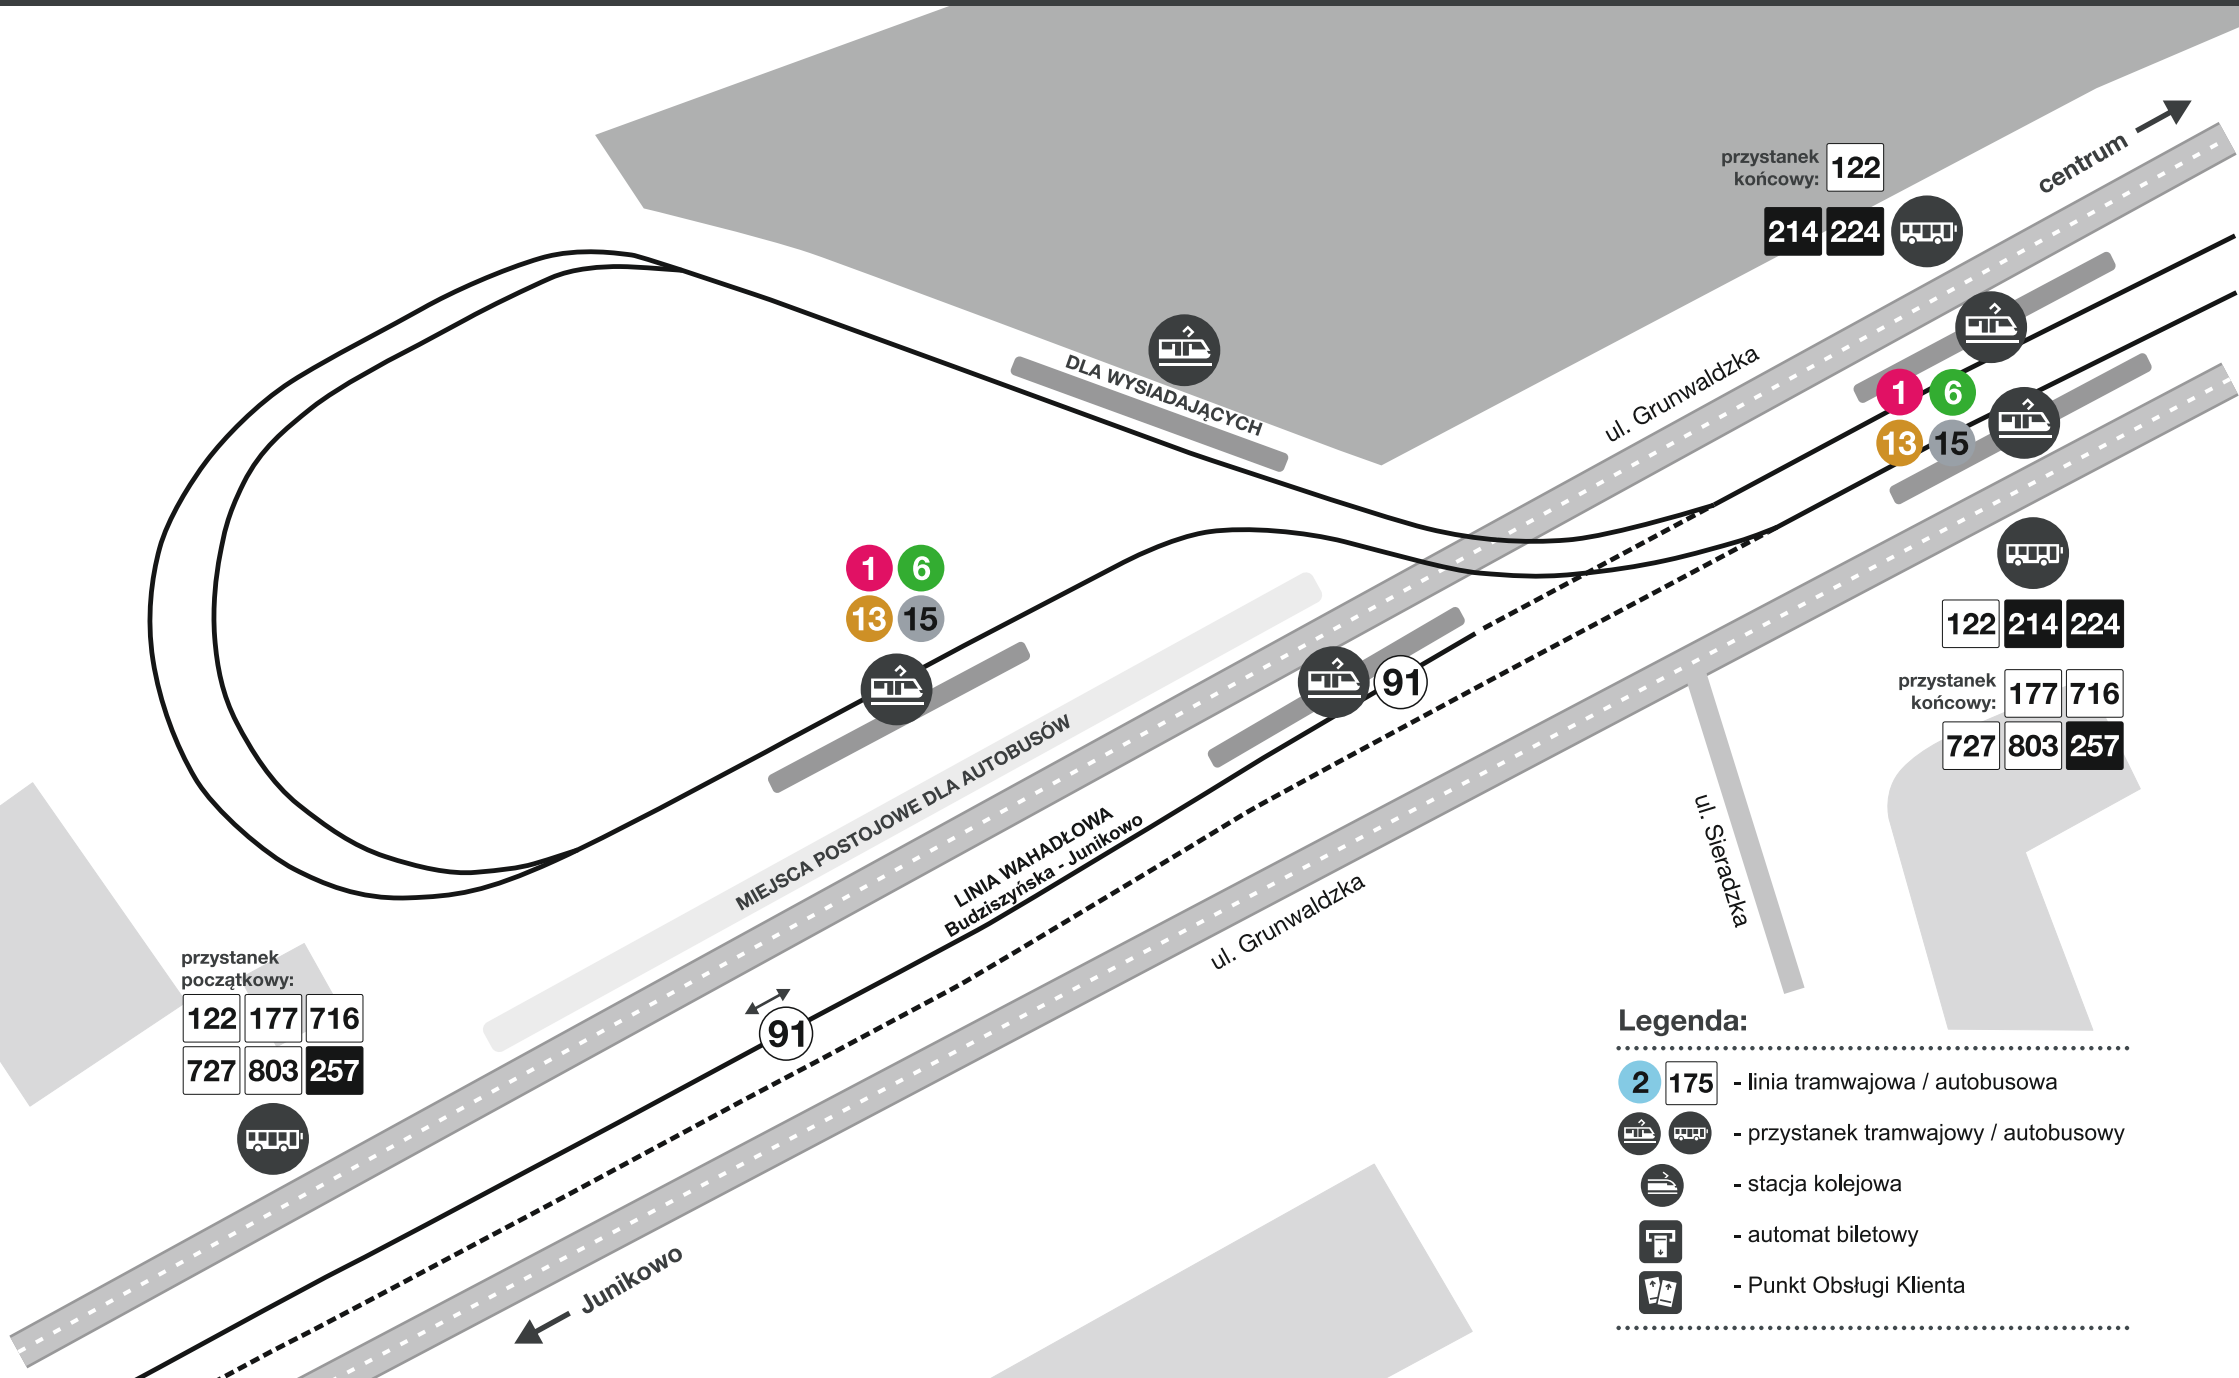 centrum
przystanek
końcowy:
122
214 224
ul. Grunwaldzka
DLA WYSIADAJĄCYCH
1 6
13 15
1 6
13 15
122 214 224
przystanek
końcowy:
177 716
727 803 257
91
MIEJSCA POSTOJOWE DLA AUTOBUSÓW
LINIA WAHADŁOWA
Budziszyńska - Junikowo
ul. Grunwaldzka
ul. Sieradzka
91
przystanek
początkowy:
122 177 716
727 803 257
Junikowo
Legenda:
2 175 - linia tramwajowa / autobusowa
- przystanek tramwajowy / autobusowy
- stacja kolejowa
- automat biletowy
- Punkt Obsługi Klienta